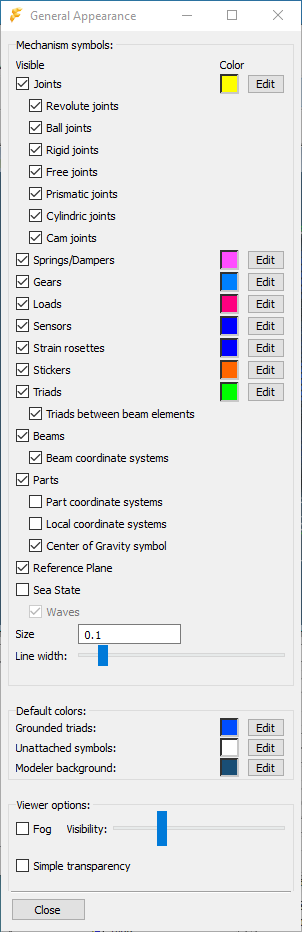 General Appearance
Mechanism symbols:
Visible Color
Joints Edit
Revolute joints
Ball joints
Rigid joints
Free joints
Prismatic joints
Cylindric joints
Cam joints
Springs/Dampers Edit
Gears Edit
Loads Edit
Sensors Edit
Strain rosettes Edit
Stickers Edit
Triads Edit
Triads between beam elements
Beams
Beam coordinate systems
Parts
Part coordinate systems
Local coordinate systems
Center of Gravity symbol
Reference Plane
Sea State
Waves
Size 0.1
Line width:
Default colors:
Grounded triads: Edit
Unattached symbols: Edit
Modeler background: Edit
Viewer options:
Fog Visibility:
Simple transparency
Close